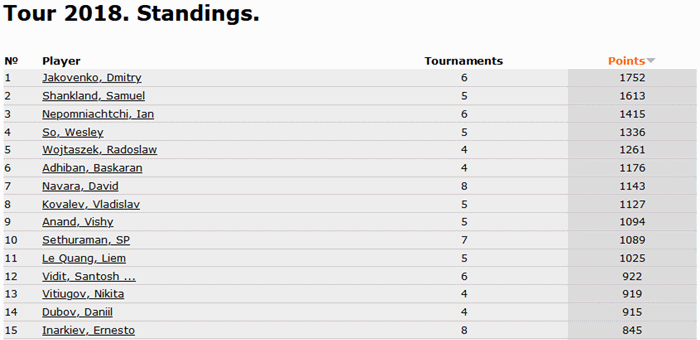 Tour 2018. Standings.
Nº Player Tournaments Points
1 Jakovenko, Dmitry 6 1752
2 Shankland, Samuel 5 1613
3 Nepomniachtchi, Ian 6 1415
4 So, Wesley 5 1336
5 Wojtaszek, Radoslaw 4 1261
6 Adhiban, Baskaran 4 1176
7 Navara, David 8 1143
8 Kovalev, Vladislav 5 1127
9 Anand, Vishy 5 1094
10 Sethuraman, SP 7 1089
11 Le Quang, Liem 5 1025
12 Vidit, Santosh ... 6 922
13 Vitiugov, Nikita 4 919
14 Dubov, Daniil 4 915
15 Inarkiev, Ernesto 8 845